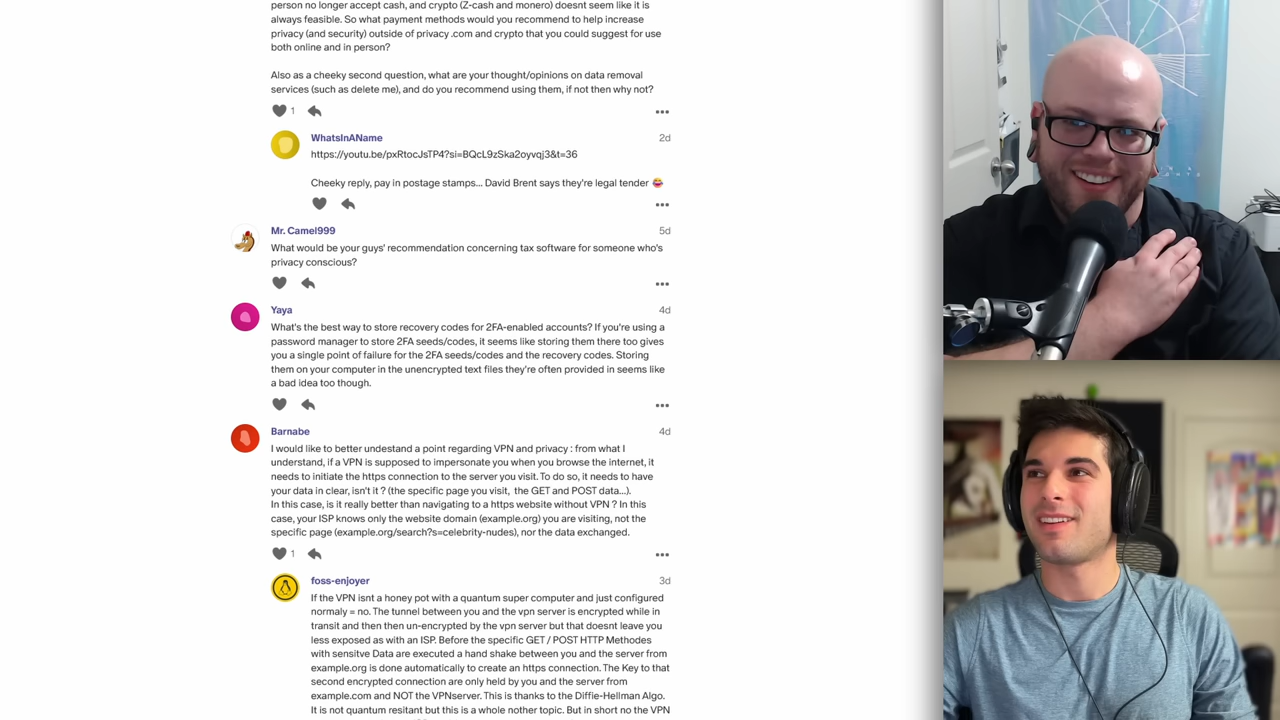 person no longer accept cash, and crypto (Z-cash and monero) doesnt seem like it is
always feasible. So what payment methods would you recommend to help increase
privacy (and security) outside of privacy .com and crypto that you could suggest for use
both online and in person?
Also as a cheeky second question, what are your thought/opinions on data removal
services (such as delete me), and do you recommend using them, if not then why not?
1
WhatsInAName 2d
https://youtu.be/pxRtocJsTP4?si=BQcL9zSka2oyvqj3&t=36
Cheeky reply, pay in postage stamps... David Brent says they're legal tender 😂
Mr. Camel999 5d
What would be your guys' recommendation concerning tax software for someone who's
privacy conscious?
Yaya 4d
What's the best way to store recovery codes for 2FA-enabled accounts? If you're using a
password manager to store 2FA seeds/codes, it seems like storing them there too gives
you a single point of failure for the 2FA seeds/codes and the recovery codes. Storing
them on your computer in the unencrypted text files they're often provided in seems like
a bad idea too though.
Barnabe 4d
I would like to better undestand a point regarding VPN and privacy : from what I
understand, if a VPN is supposed to impersonate you when you browse the internet, it
needs to initiate the https connection to the server you visit. To do so, it needs to have
your data in clear, isn't it ? (the specific page you visit, the GET and POST data...).
In this case, is it really better than navigating to a https website without VPN ? In this
case, your ISP knows only the website domain (example.org) you are visiting, not the
specific page (example.org/search?s=celebrity-nudes), nor the data exchanged.
1
foss-enjoyer 3d
If the VPN isnt a honey pot with a quantum super computer and just configured
normaly = no. The tunnel between you and the vpn server is encrypted while in
transit and then then un-encrypted by the vpn server but that doesnt leave you
less exposed as with an ISP. Before the specific GET / POST HTTP Methodes
with sensitve Data are executed a hand shake between you and the server from
example.org is done automatically to create an https connection. The Key to that
second encrypted connection are only held by you and the server from
example.com and NOT the VPNserver. This is thanks to the Diffie-Hellman Algo.
It is not quantum resitant but this is a whole nother topic. But in short no the VPN